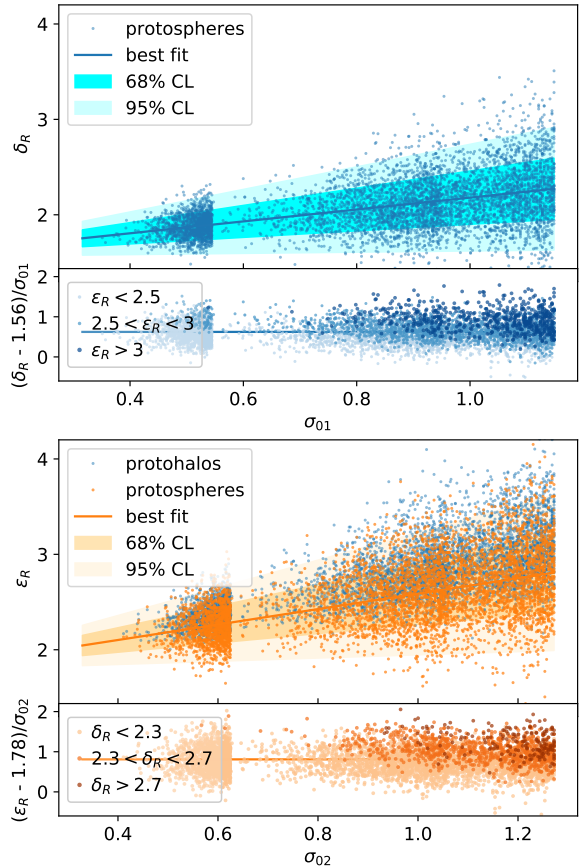 4
3
2
δ_R
protospheres
best fit
68% CL
95% CL
2
1
0
(δ_R - 1.56)/σ_01
ε_R < 2.5
2.5 < ε_R < 3
ε_R > 3
0.4 0.6 0.8 1.0
σ_01
4
3
2
ε_R
protohalos
protospheres
best fit
68% CL
95% CL
2
1
0
(ε_R - 1.78)/σ_02
δ_R < 2.3
2.3 < δ_R < 2.7
δ_R > 2.7
0.4 0.6 0.8 1.0 1.2
σ_02